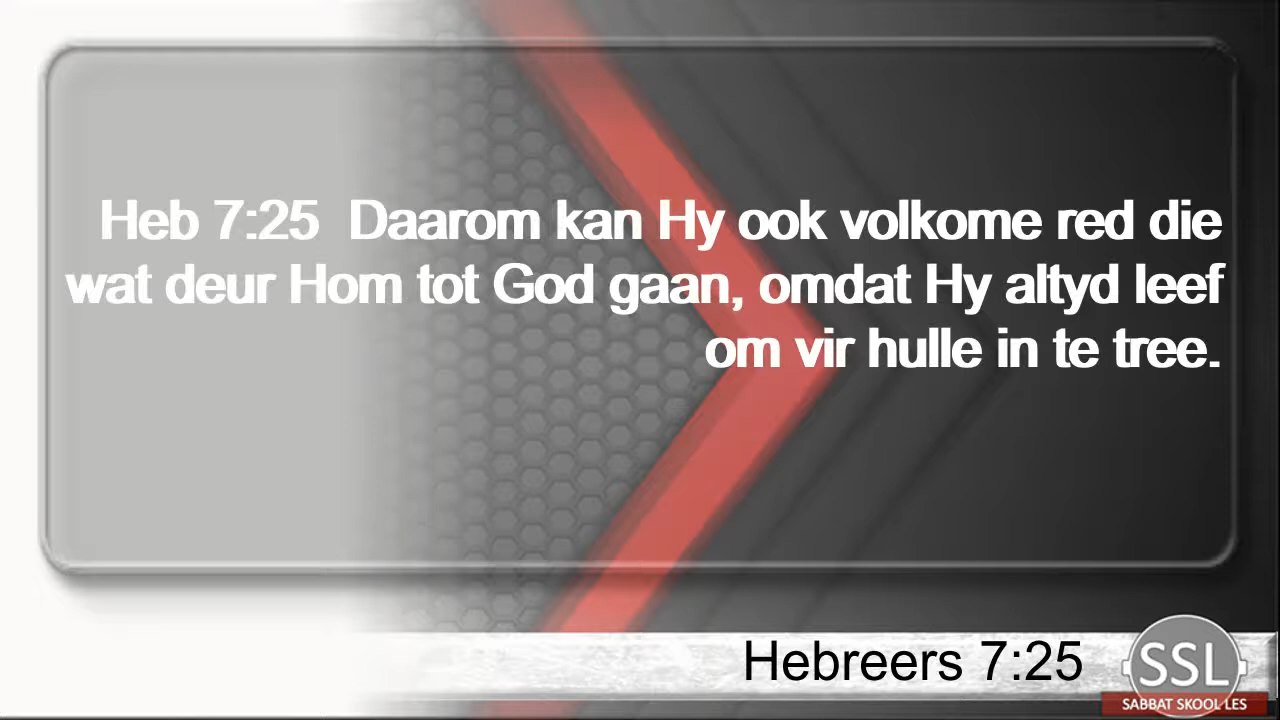 Heb 7:25  Daarom kan Hy ook volkome red die
wat deur Hom tot God gaan, omdat Hy altyd leef
om vir hulle in te tree.
Hebreers 7:25
SSL
SABBAT SKOOL LES